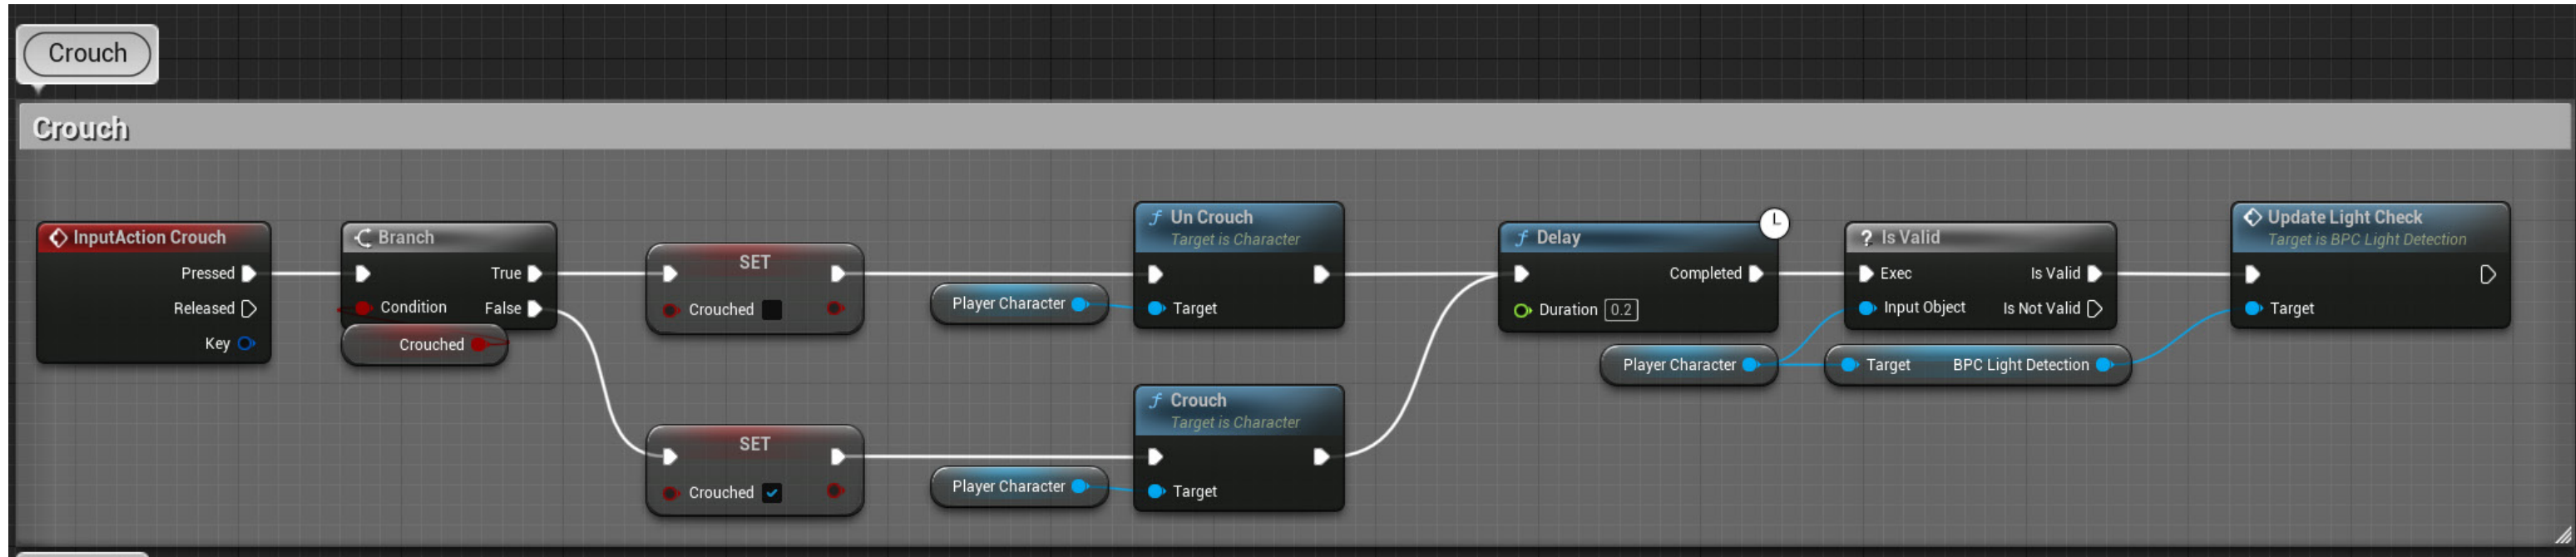 Crouch
Crouch
InputAction Crouch
Pressed
Released
Key
Branch
True
Condition
False
Crouched
SET
Crouched
SET
Crouched
Player Character
Un Crouch
Target is Character
Target
Player Character
Crouch
Target is Character
Target
Delay
Completed
Duration 0.2
Player Character
Is Valid
Exec
Is Valid
Input Object
Is Not Valid
Target
BPC Light Detection
Update Light Check
Target is BPC Light Detection
Target